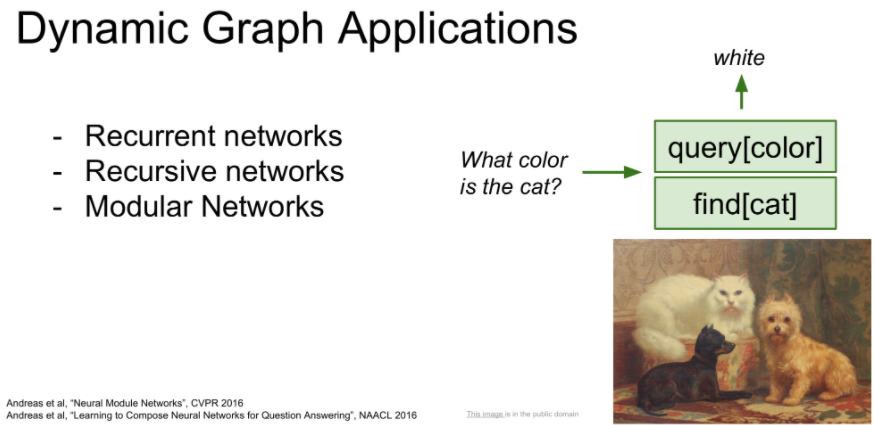 Dynamic Graph Applications
- Recurrent networks
- Recursive networks
- Modular Networks
What color
is the cat?
white
query[color]
find[cat]
Andreas et al, "Neural Module Networks", CVPR 2016
Andreas et al, "Learning to Compose Neural Networks for Question Answering", NAACL 2016
This image is in the public domain